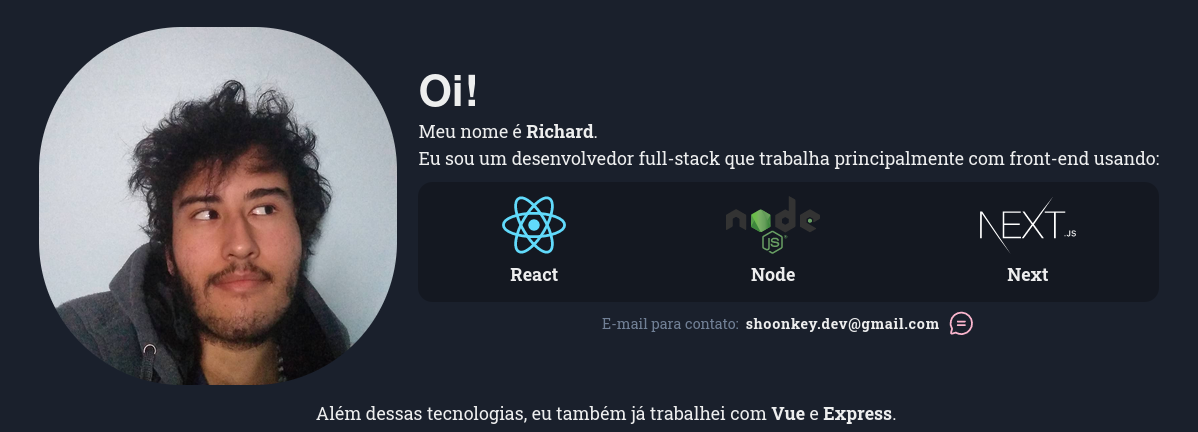 Oi!
Meu nome é Richard.
Eu sou um desenvolvedor full-stack que trabalha principalmente com front-end usando:
node
JS
NEXT.JS
React
Node
Next
E-mail para contato: shoonkey.dev@gmail.com
Além dessas tecnologias, eu também já trabalhei com Vue e Express.